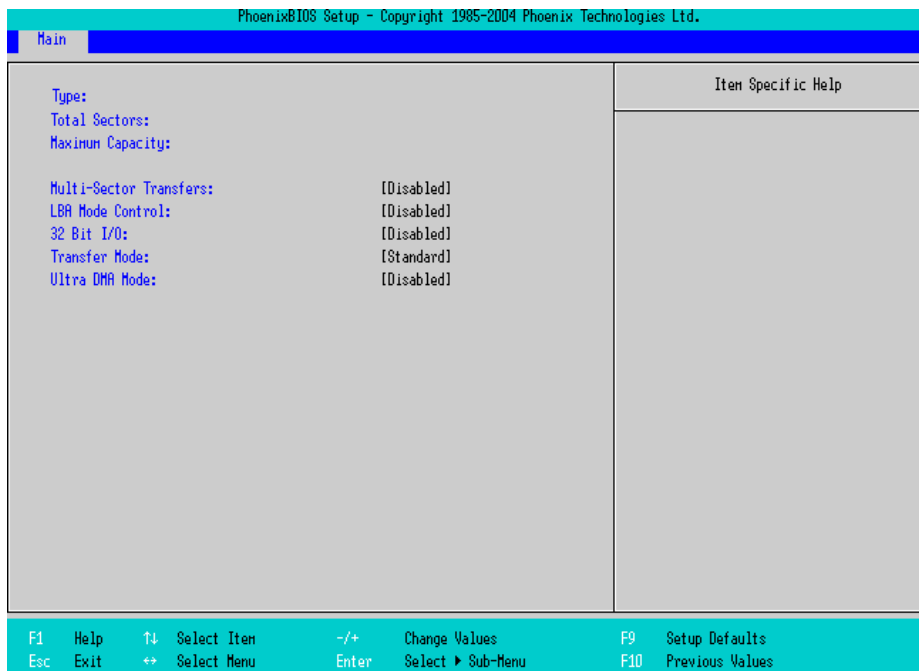 PhoenixBIOS Setup - Copyright 1985-2004 Phoenix Technologies Ltd.
Main
Item Specific Help
Type:
Total Sectors:
Maximum Capacity:
Multi-Sector Transfers: [Disabled]
LBA Mode Control: [Disabled]
32 Bit I/O: [Disabled]
Transfer Mode: [Standard]
Ultra DMA Mode: [Disabled]
F1 Help ↑↓ Select Item -/+ Change Values F9 Setup Defaults
Esc Exit ↔ Select Menu Enter Select ▶ Sub-Menu F10 Previous Values